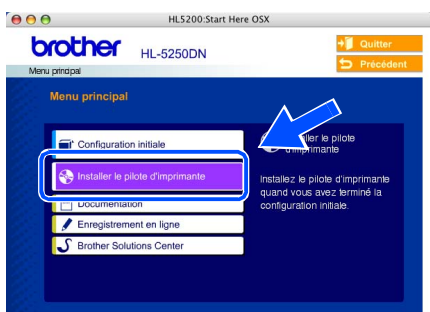 HL5200:Start Here OSX
brother
HL-5250DN
Quitter
Précédent
Menu principal
Menu principal
Configuration initiale
Installer le pilote d'imprimante
Documentation
Enregistrement en ligne
Brother Solutions Center
le pilote
d'imprimante
Installez le pilote d'imprimante
quand vous avez terminé la
configuration initiale.